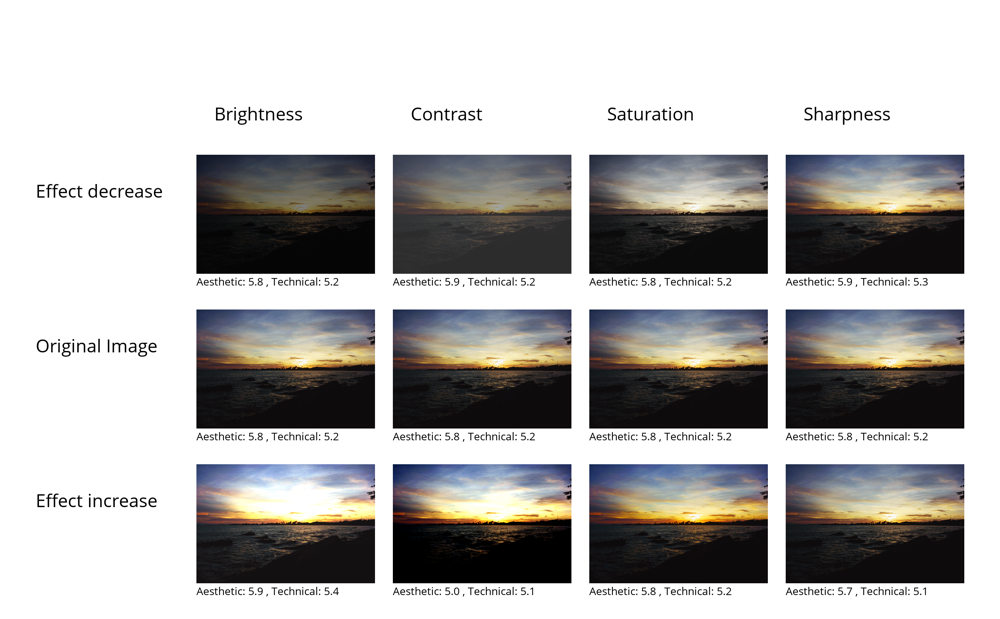 Brightness Contrast Saturation Sharpness
Effect decrease
Aesthetic: 5.8 , Technical: 5.2 Aesthetic: 5.9 , Technical: 5.2 Aesthetic: 5.8 , Technical: 5.2 Aesthetic: 5.9 , Technical: 5.3
Original Image
Aesthetic: 5.8 , Technical: 5.2 Aesthetic: 5.8 , Technical: 5.2 Aesthetic: 5.8 , Technical: 5.2 Aesthetic: 5.8 , Technical: 5.2
Effect increase
Aesthetic: 5.9 , Technical: 5.4 Aesthetic: 5.0 , Technical: 5.1 Aesthetic: 5.8 , Technical: 5.2 Aesthetic: 5.7 , Technical: 5.1